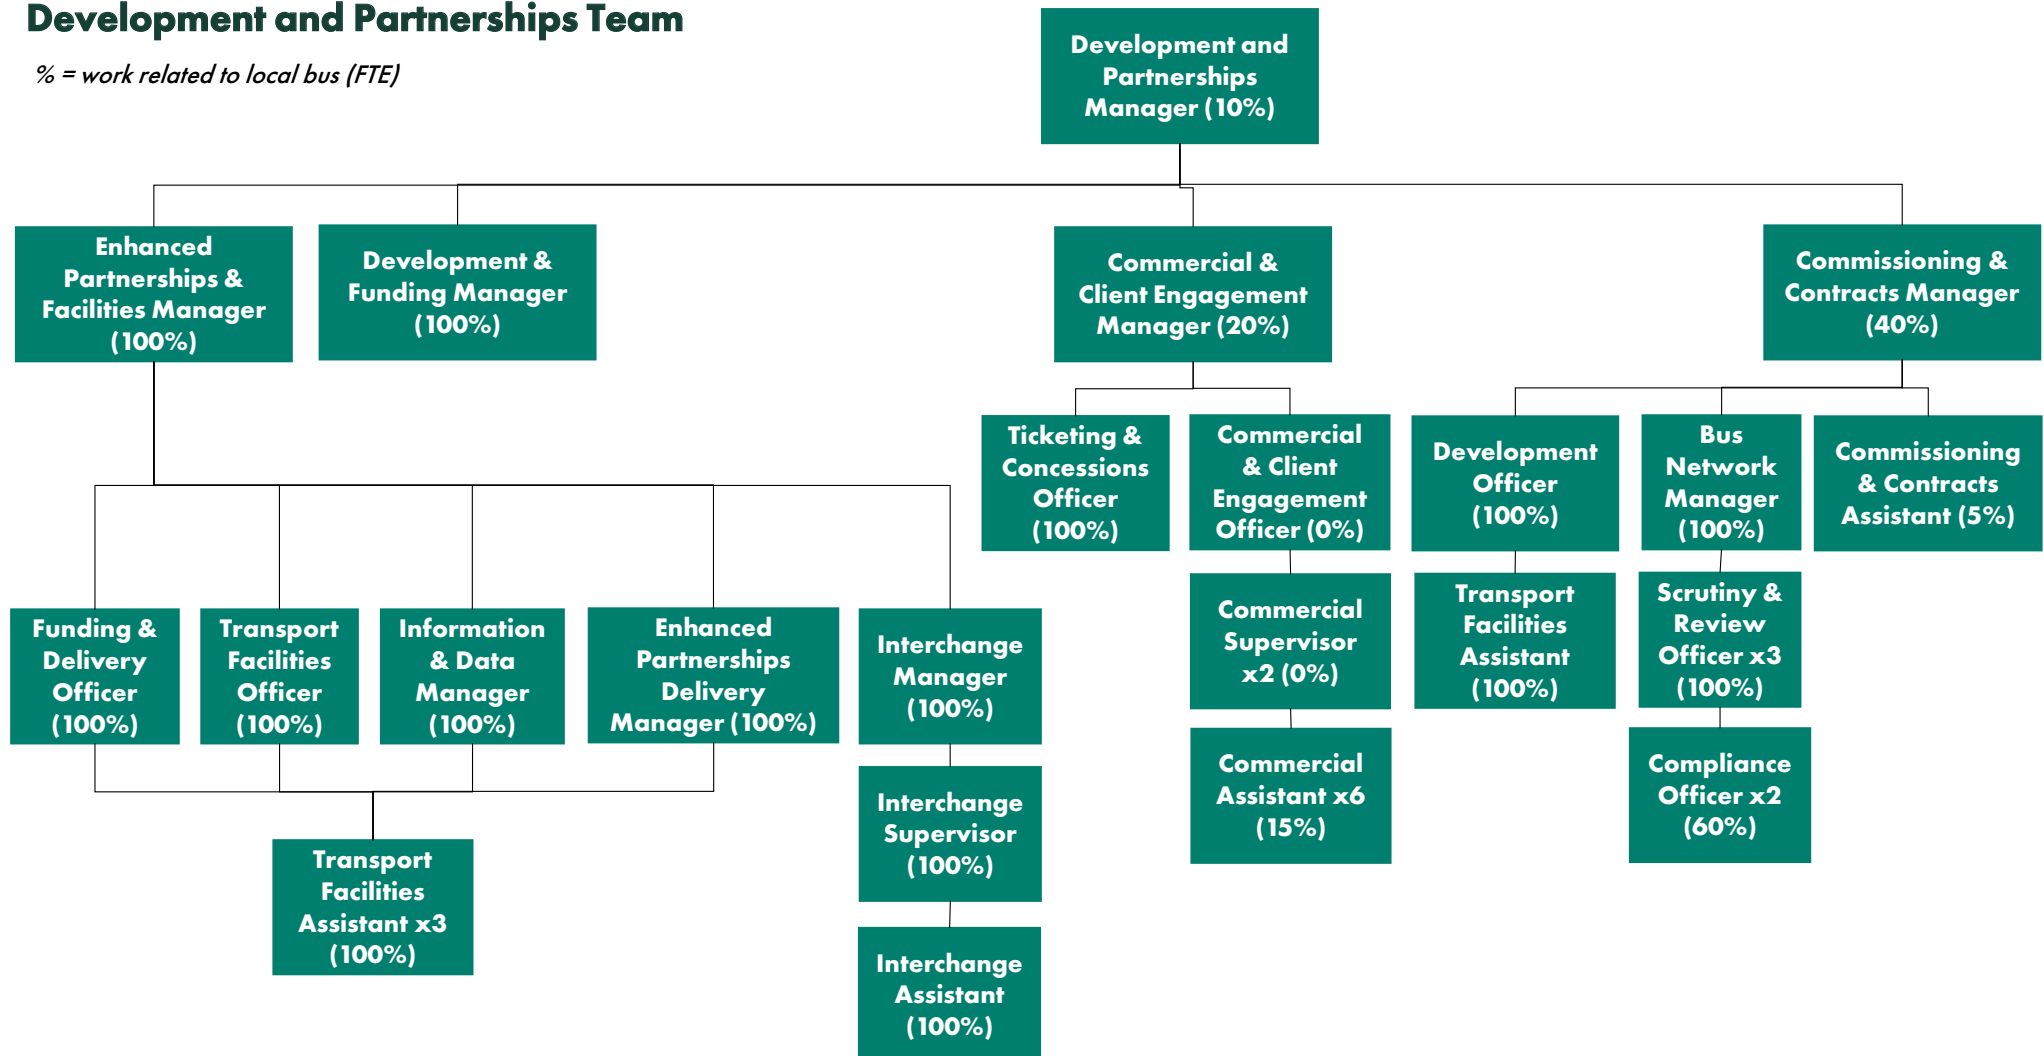 Development and Partnerships Team
% = work related to local bus (FTE)
Development and
Partnerships
Manager (10%)
Enhanced
Partnerships &
Facilities Manager
(100%)
Development &
Funding Manager
(100%)
Commercial &
Client Engagement
Manager (20%)
Commissioning &
Contracts Manager
(40%)
Ticketing &
Concessions
Officer
(100%)
Commercial
& Client
Engagement
Officer (0%)
Development
Officer
(100%)
Bus
Network
Manager
(100%)
Commissioning
& Contracts
Assistant (5%)
Funding &
Delivery
Officer
(100%)
Transport
Facilities
Officer
(100%)
Information
& Data
Manager
(100%)
Enhanced
Partnerships
Delivery
Manager (100%)
Interchange
Manager
(100%)
Commercial
Supervisor
x2 (0%)
Transport
Facilities
Assistant
(100%)
Scrutiny &
Review
Officer x3
(100%)
Commercial
Assistant x6
(15%)
Compliance
Officer x2
(60%)
Interchange
Supervisor
(100%)
Transport
Facilities
Assistant x3
(100%)
Interchange
Assistant
(100%)